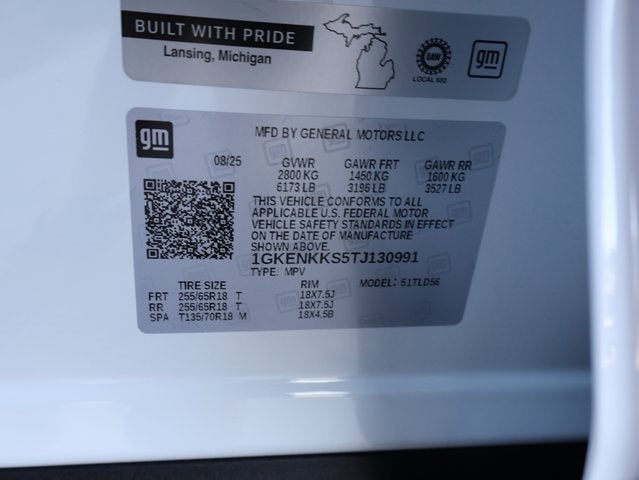 BUILT WITH PRIDE
Lansing, Michigan
UAW
LOCAL 602
gm
gm
MFD BY GENERAL MOTORS LLC
08/25 GVWR GAWR FRT GAWR RR
2800 KG 1450 KG 1600 KG
6173 LB 3196 LB 3527 LB
THIS VEHICLE CONFORMS TO ALL
APPLICABLE U.S. FEDERAL MOTOR
VEHICLE SAFETY STANDARDS IN EFFECT
ON THE DATE OF MANUFACTURE
SHOWN ABOVE.
1GKENKKS5TJ130991
TYPE: MPV MODEL: 51TLD56
TIRE SIZE RIM
FRT 255/65R18 T 18X7.5J
RR 255/65R18 T 18X7.5J
SPA T135/70R18 M 18X4.5B